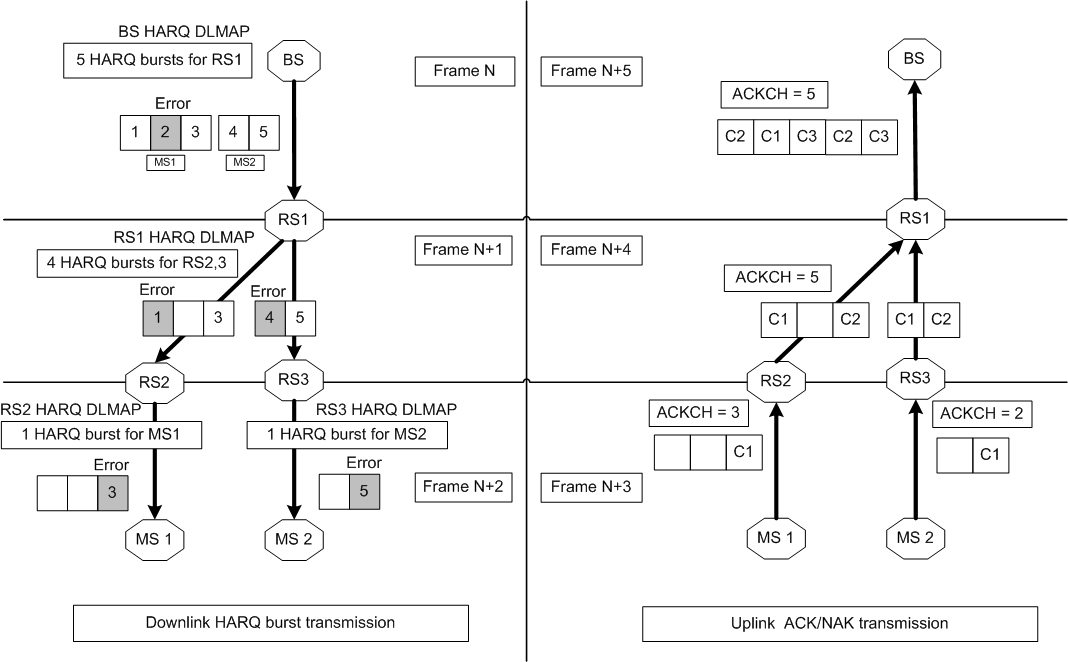 BS HARQ DLMAP
5 HARQ bursts for RS1
BS
Frame N
Error
1 2 3 4 5
MS1 MS2
RS1
RS1 HARQ DLMAP
4 HARQ bursts for RS2,3
Frame N+1
Error Error
1 3 4 5
RS2 RS3
RS2 HARQ DLMAP
1 HARQ burst for MS1
RS3 HARQ DLMAP
1 HARQ burst for MS2
Error Error
3 5
Frame N+2
MS 1 MS 2
Downlink HARQ burst transmission
Frame N+5
BS
ACKCH = 5
C2 C1 C3 C2 C3
RS1
Frame N+4
ACKCH = 5
C1 C2 C1 C2
RS2 RS3
ACKCH = 3 ACKCH = 2
C1 C1
Frame N+3
MS 1 MS 2
Uplink ACK/NAK transmission